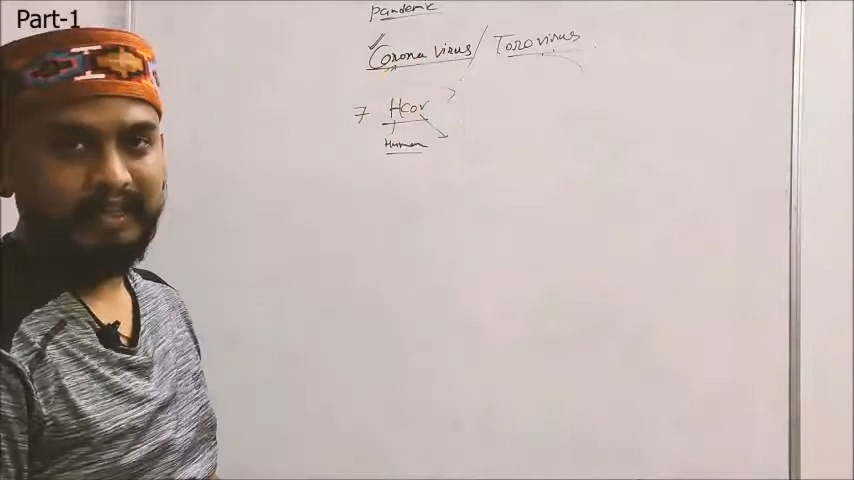 Part-1
pandemic
Corona virus / Torovirus
7 HCoV
Human